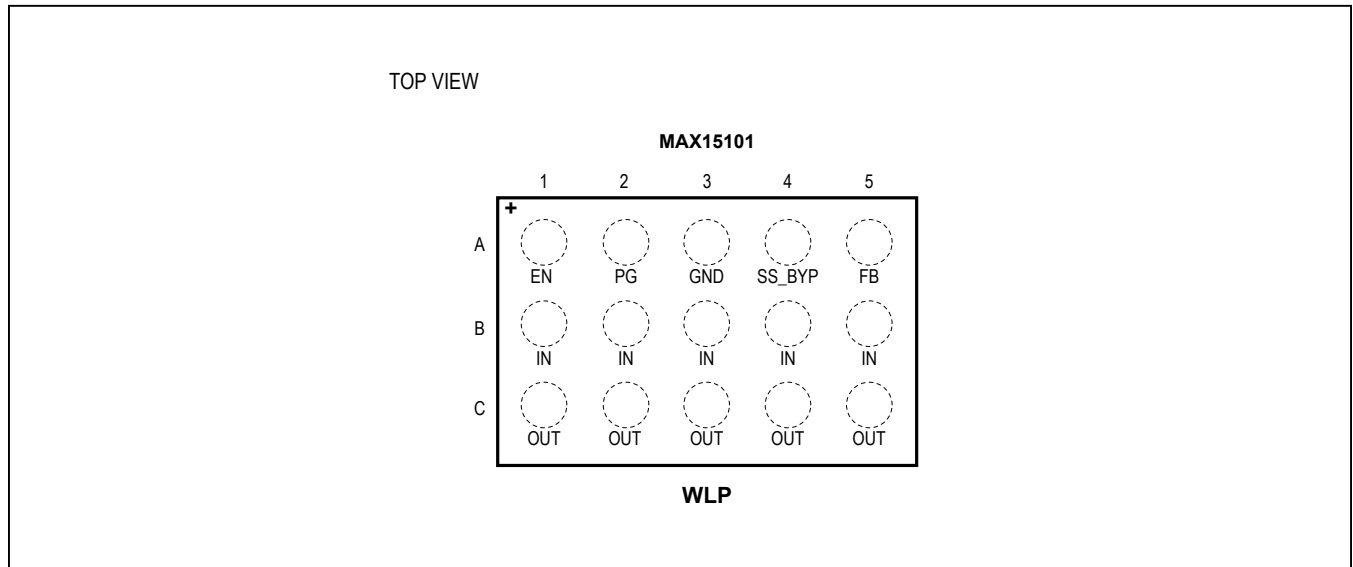 TOP VIEW
MAX15101
1 2 3 4 5
+
A
EN PG GND SS_BYP FB
B
IN IN IN IN IN
C
OUT OUT OUT OUT OUT
WLP